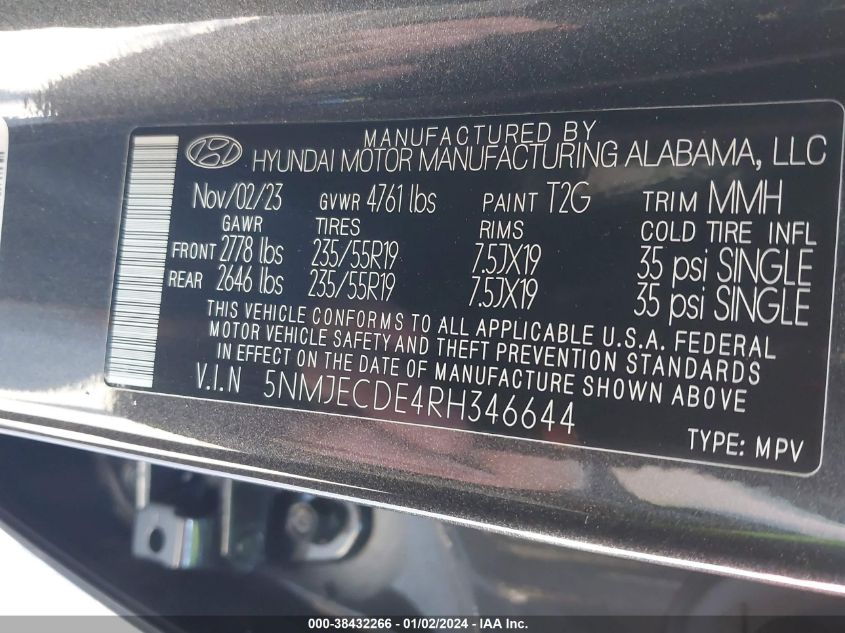 MANUFACTURED BY
HYUNDAI MOTOR MANUFACTURING ALABAMA, LLC
Nov/02/23 GVWR 4761 lbs PAINT T2G TRIM MMH
GAWR TIRES RIMS COLD TIRE INFL
FRONT 2778 lbs 235/55R19 7.5JX19 35 psi SINGLE
REAR 2646 lbs 235/55R19 7.5JX19 35 psi SINGLE
THIS VEHICLE CONFORMS TO ALL APPLICABLE U.S.A. FEDERAL
MOTOR VEHICLE SAFETY AND THEFT PREVENTION STANDARDS
IN EFFECT ON THE DATE OF MANUFACTURE SHOWN ABOVE
V.I.N 5NMJECDE4RH346644
TYPE: MPV
000-38432266 - 01/02/2024 - IAA Inc.